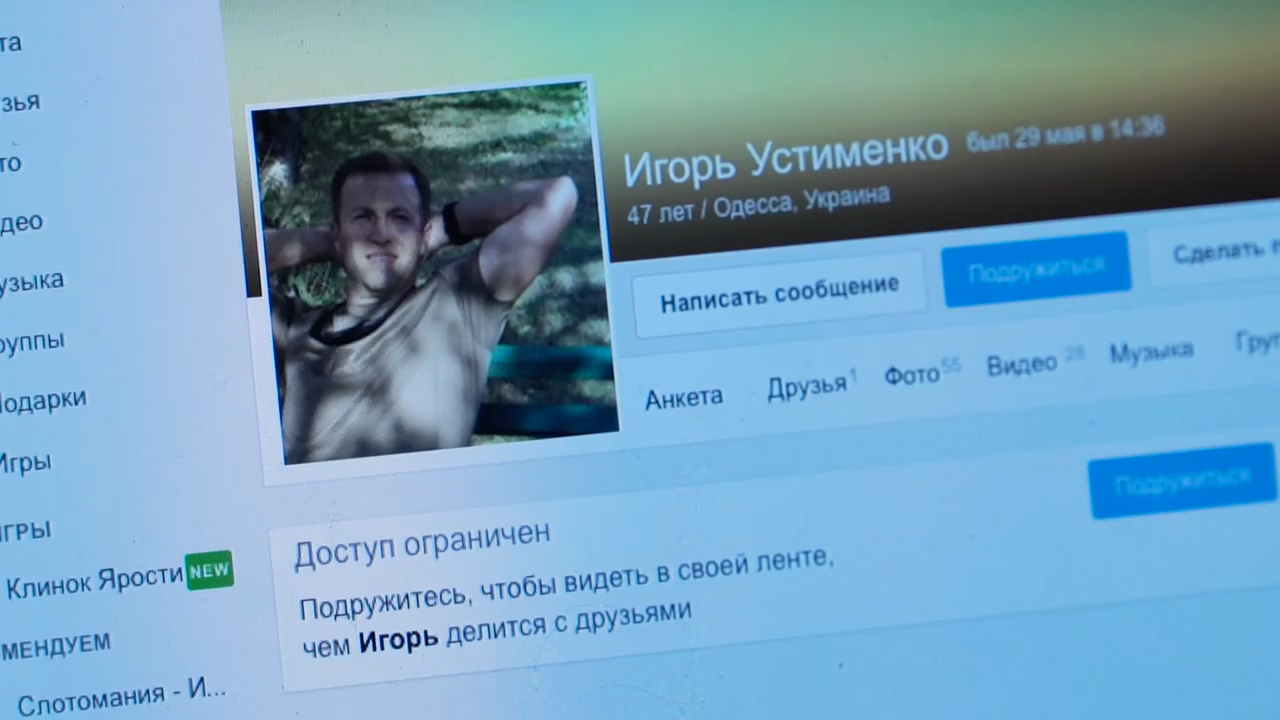 та
зья
то
део
узыка
руппы
Подарки
Игры
ИГРЫ
Клинок Ярости NEW
МЕНДУЕМ
Слотомания - И...
Игорь Устименко был 29 мая в 14:36
47 лет / Одесса, Украина
Написать сообщение Подружиться Сделать п
Анкета Друзья 1 Фото 55 Видео 28 Музыка Груп
Подружиться
Доступ ограничен
Подружитесь, чтобы видеть в своей ленте,
чем Игорь делится с друзьями